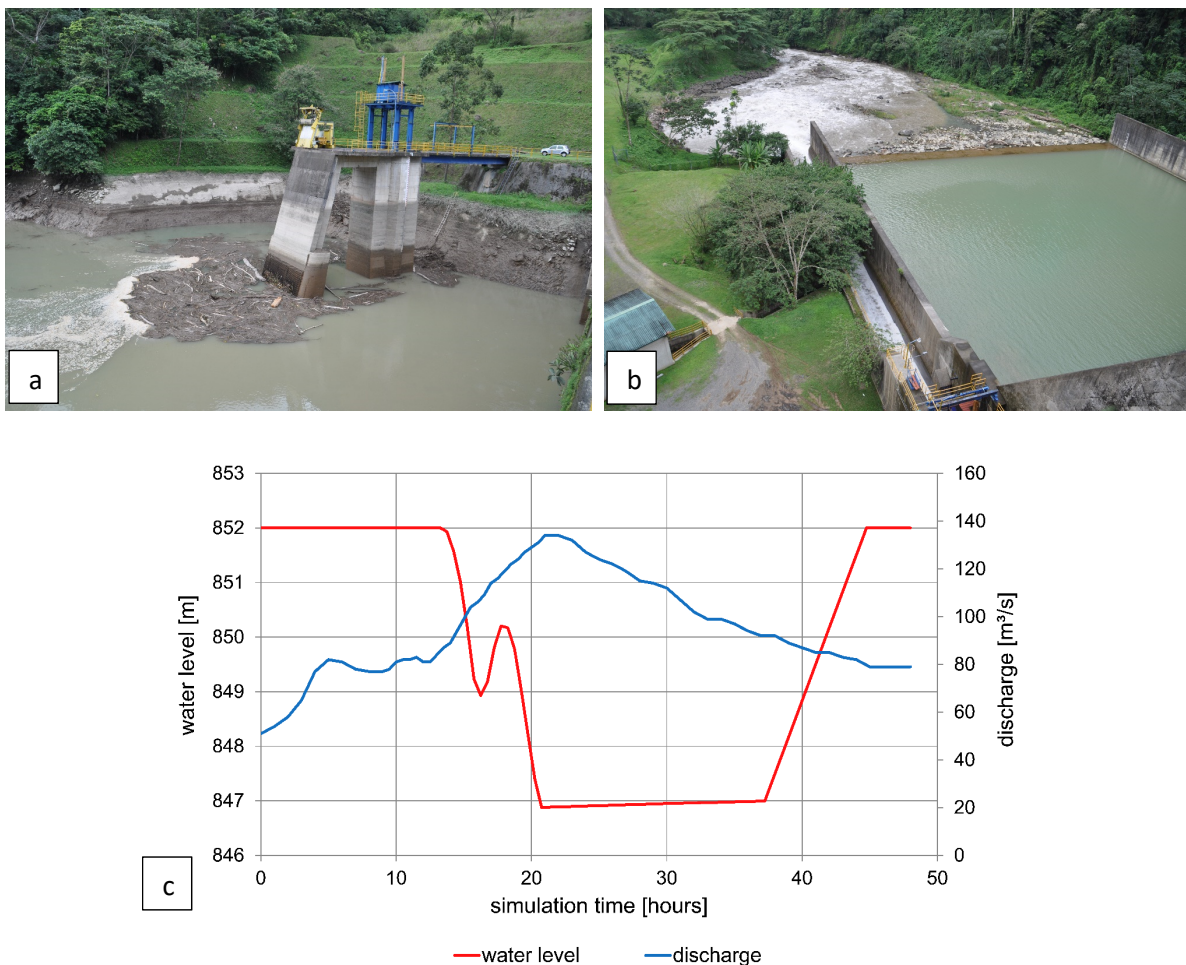 a
b
853
852
851
850
849
848
847
846
water level [m]
160
140
120
100
80
60
40
20
0
discharge [m³/s]
0 10 20 30 40 50
simulation time [hours]
c
water level discharge